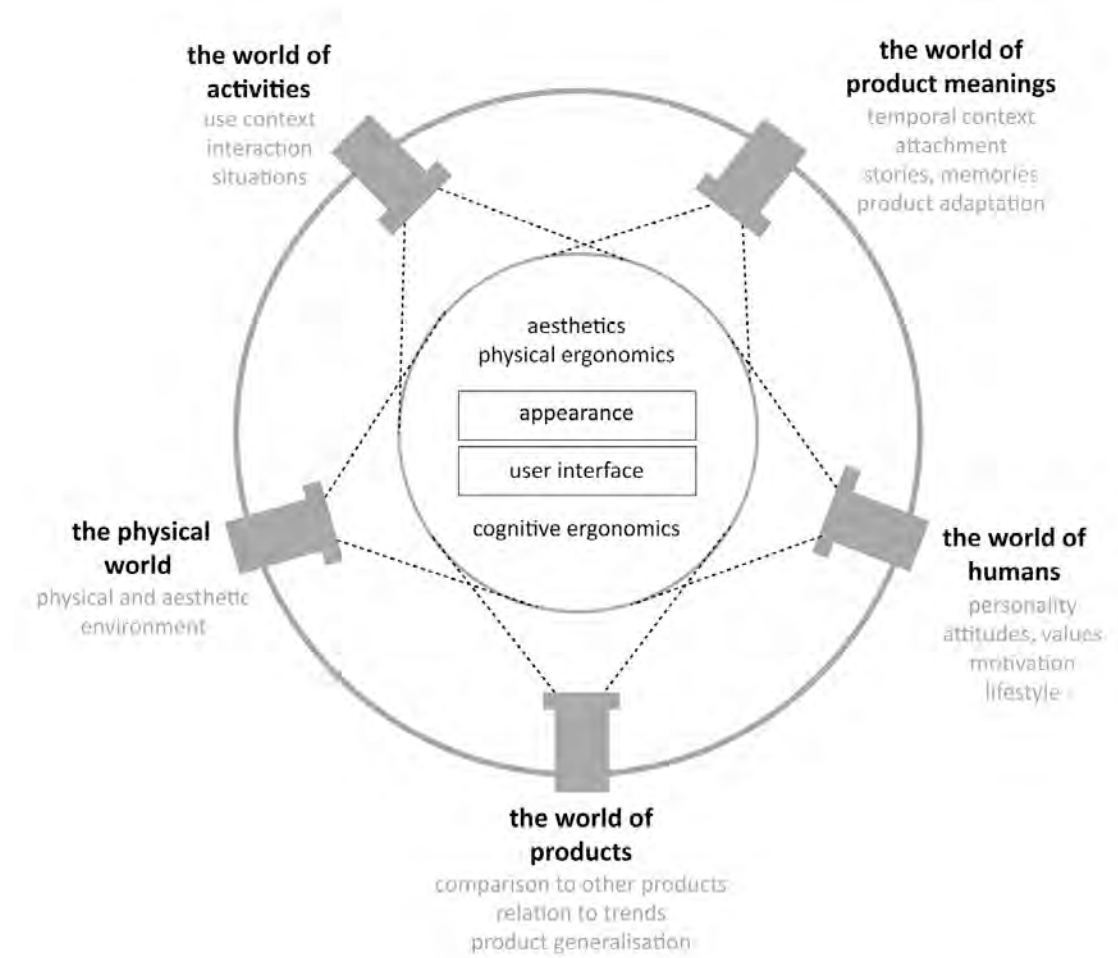 the world of
activities
use context
interaction
situations
the world of
product meanings
temporal context
attachment
stories, memories
product adaptation
aesthetics
physical ergonomics
appearance
user interface
cognitive ergonomics
the physical
world
physical and aesthetic
environment
the world of
humans
personality
attitudes, values
motivation
lifestyle
the world of
products
comparison to other products
relation to trends
product generalisation